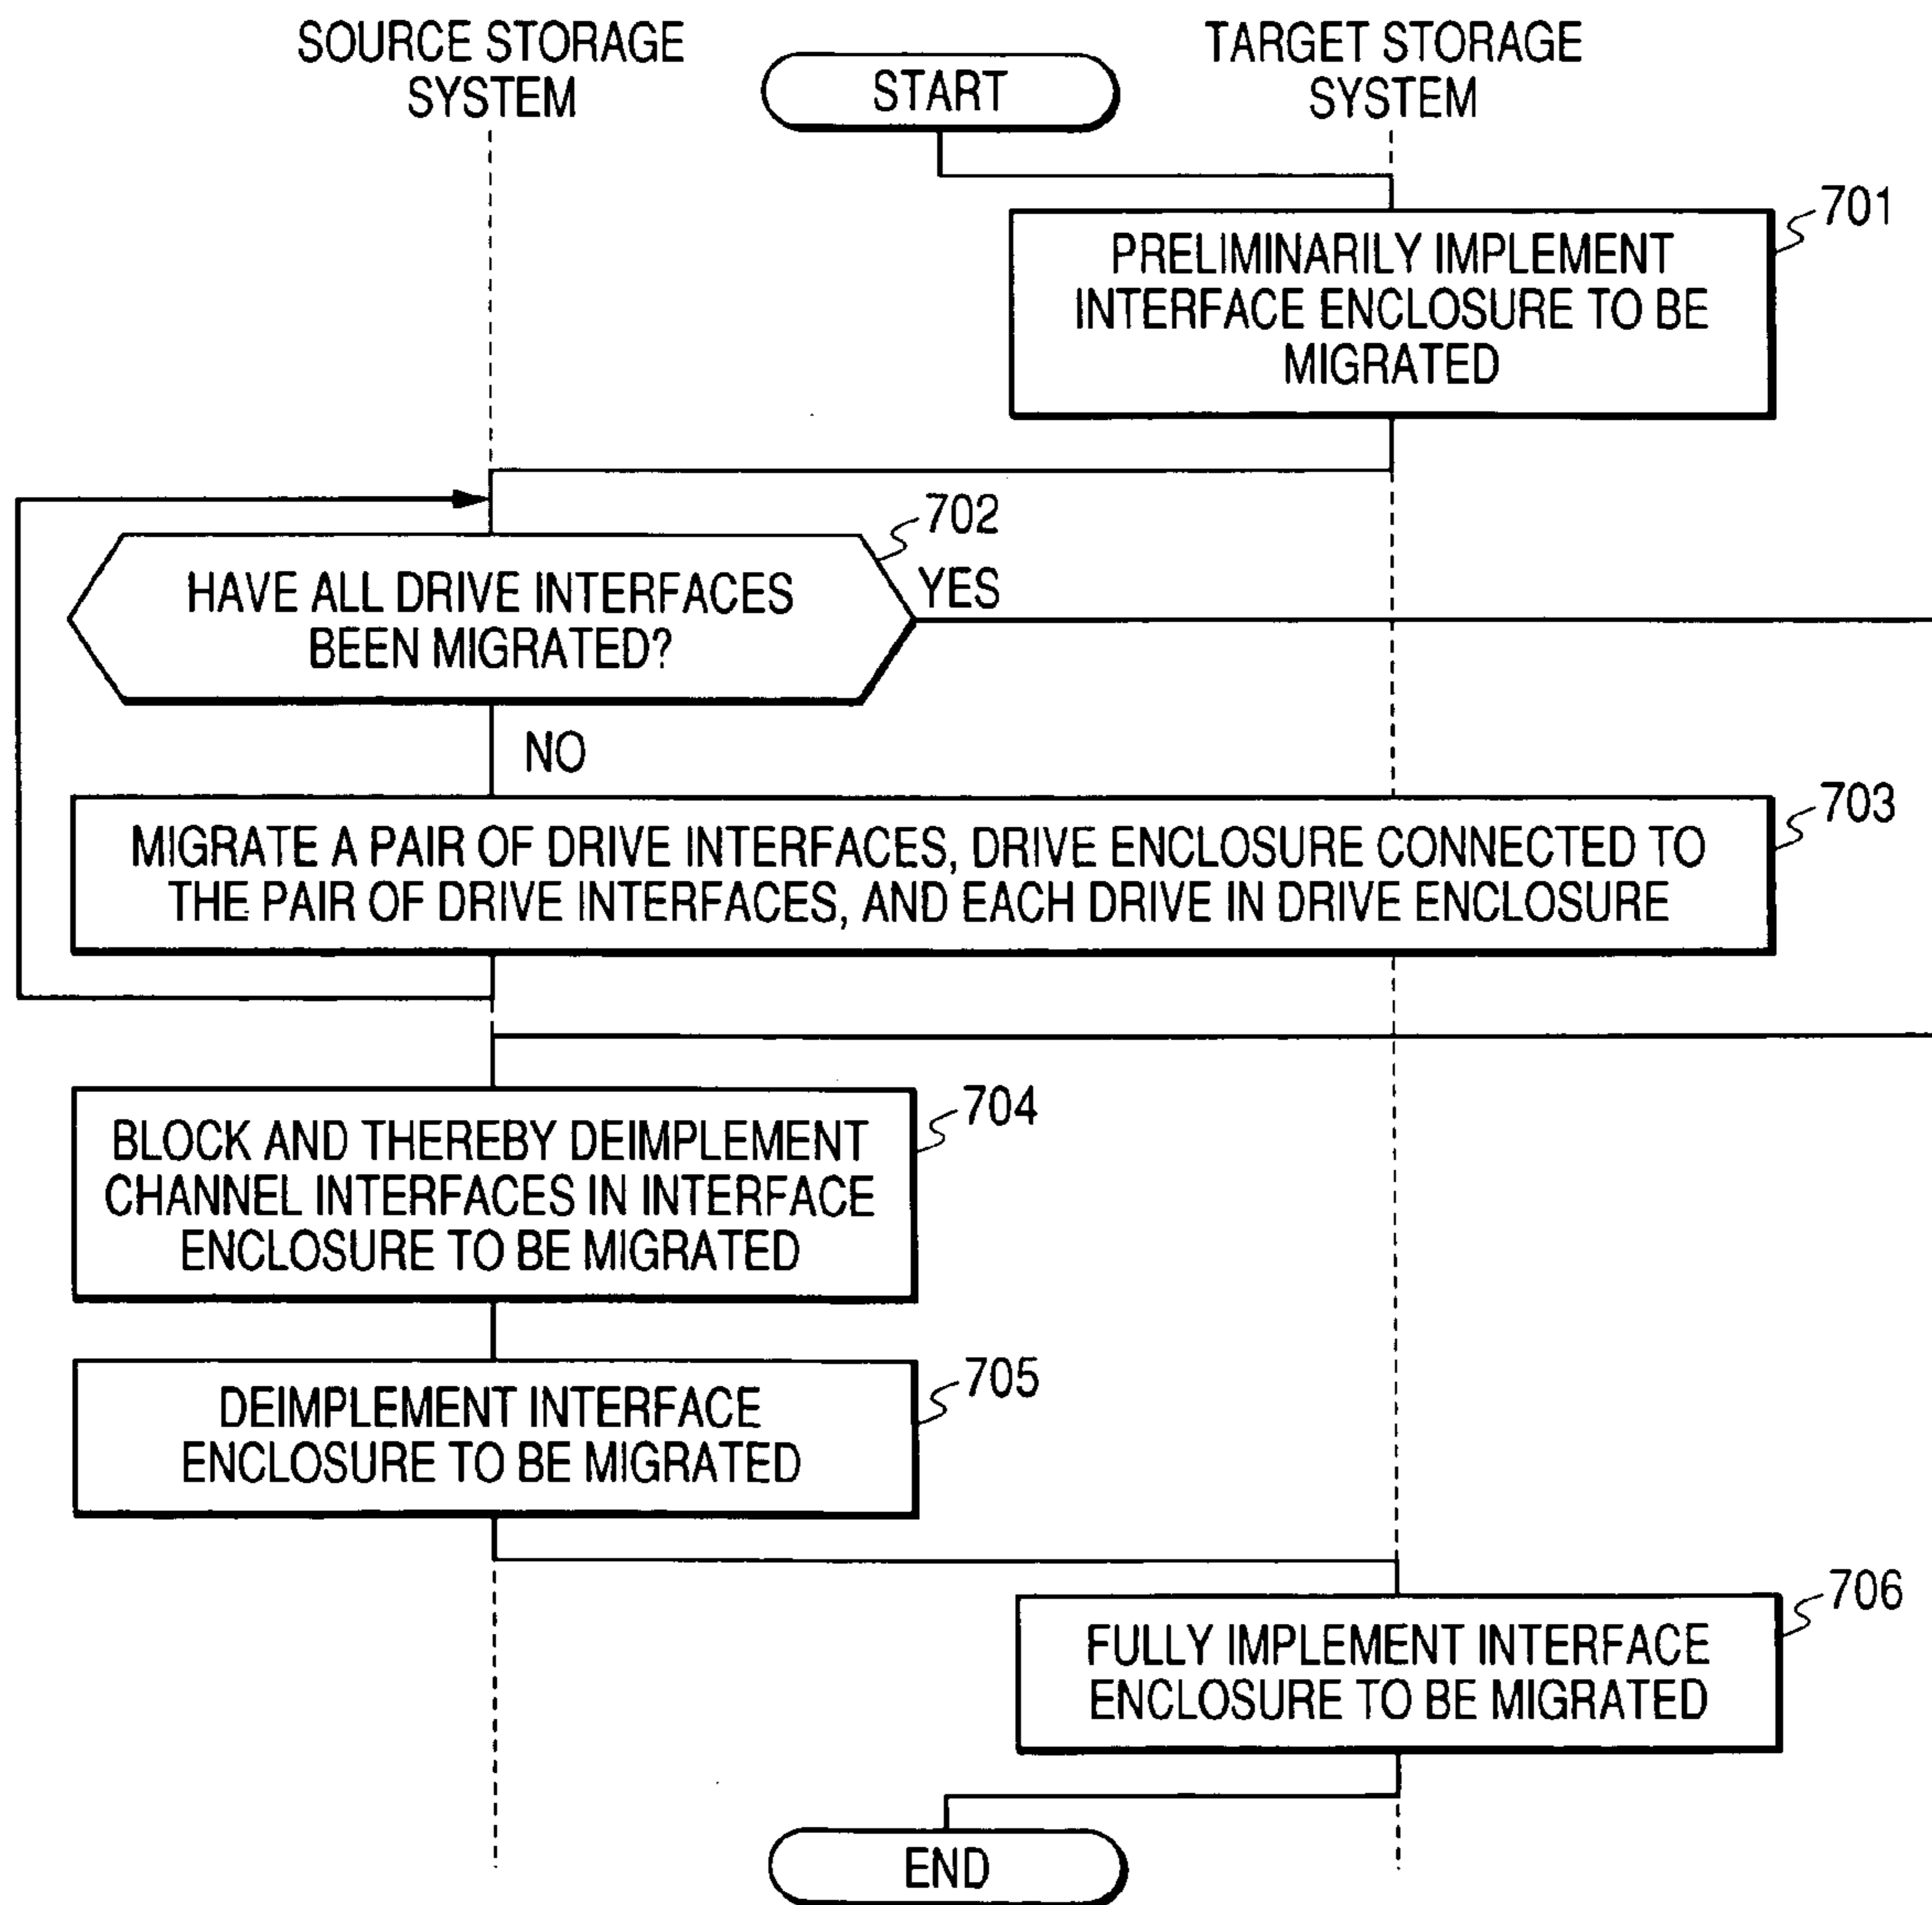 SOURCE STORAGE
SYSTEM
START
TARGET STORAGE
SYSTEM
701
PRELIMINARILY IMPLEMENT
INTERFACE ENCLOSURE TO BE
MIGRATED
702
HAVE ALL DRIVE INTERFACES
BEEN MIGRATED?
YES
NO
703
MIGRATE A PAIR OF DRIVE INTERFACES, DRIVE ENCLOSURE CONNECTED TO
THE PAIR OF DRIVE INTERFACES, AND EACH DRIVE IN DRIVE ENCLOSURE
704
BLOCK AND THEREBY DEIMPLEMENT
CHANNEL INTERFACES IN INTERFACE
ENCLOSURE TO BE MIGRATED
705
DEIMPLEMENT INTERFACE
ENCLOSURE TO BE MIGRATED
706
FULLY IMPLEMENT INTERFACE
ENCLOSURE TO BE MIGRATED
END